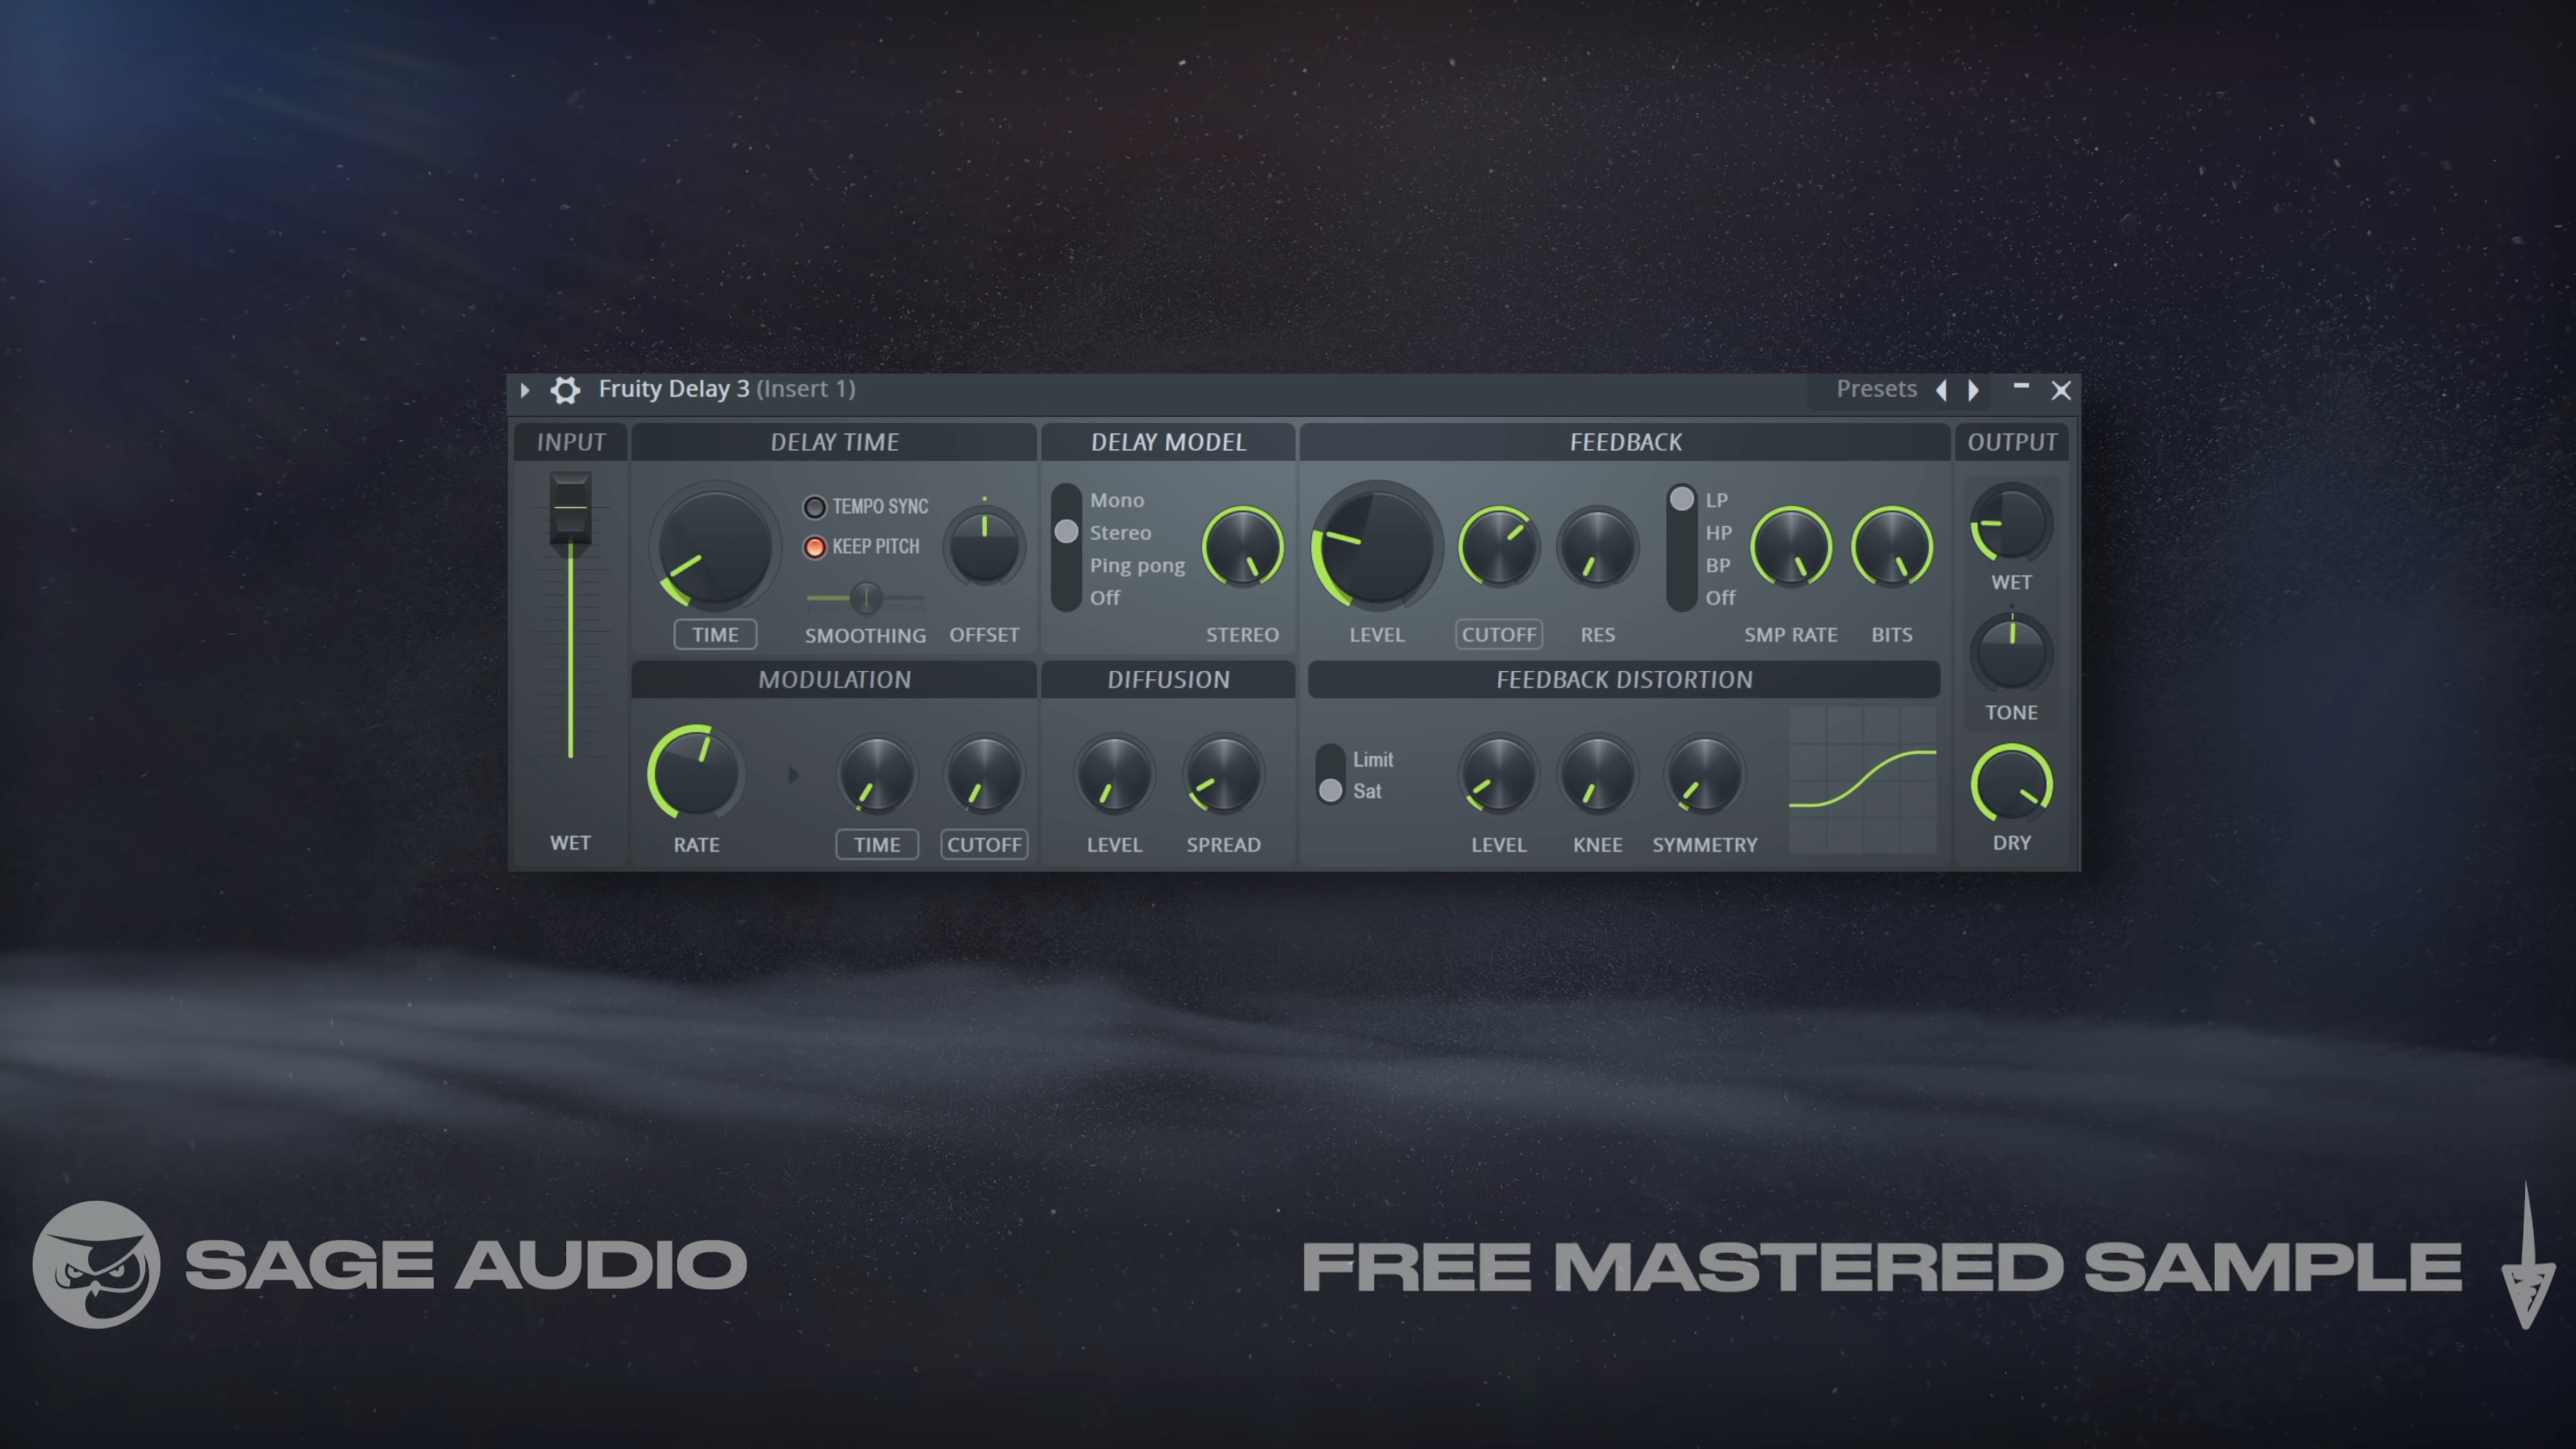 Fruity Delay 3 (Insert 1)
Presets
INPUT
WET
DELAY TIME
TEMPO SYNC
KEEP PITCH
TIME
SMOOTHING
OFFSET
DELAY MODEL
Mono
Stereo
Ping pong
Off
STEREO
FEEDBACK
LEVEL
CUTOFF
RES
LP
HP
BP
Off
SMP RATE
BITS
OUTPUT
WET
TONE
DRY
MODULATION
RATE
TIME
CUTOFF
DIFFUSION
LEVEL
SPREAD
FEEDBACK DISTORTION
Limit
Sat
LEVEL
KNEE
SYMMETRY
SAGE AUDIO
FREE MASTERED SAMPLE